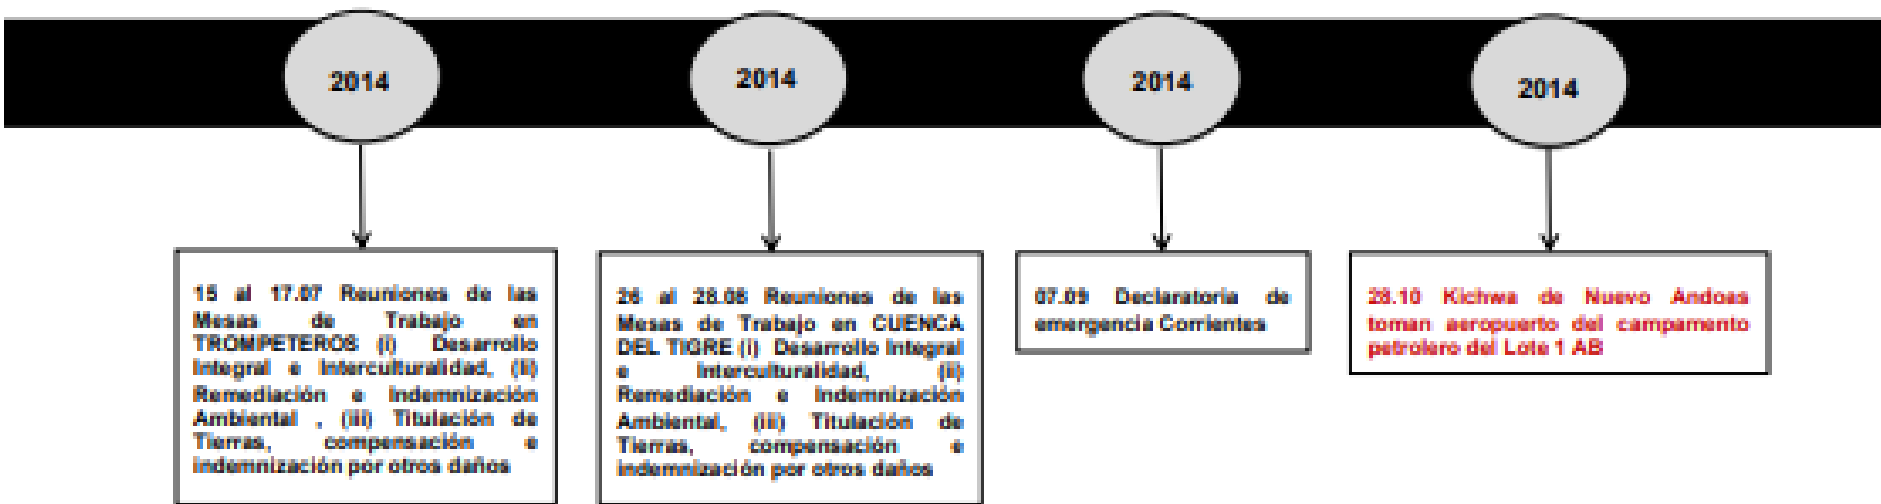 2014
2014
2014
2014
15 al 17.07 Reuniones de las
Mesas de Trabajo en
TROMPETEROS (i) Desarrollo
Integral e Interculturalidad, (ii)
Remediación e Indemnización
Ambiental , (iii) Titulación de
Tierras, compensación e
indemnización por otros daños
26 al 28.08 Reuniones de las
Mesas de Trabajo en CUENCA
DEL TIGRE (i) Desarrollo Integral
e Interculturalidad, (ii)
Remediación e Indemnización
Ambiental, (iii) Titulación de
Tierras, compensación e
indemnización por otros daños
07.09 Declaratoria de
emergencia Corrientes
28.10 Kichwa de Nuevo Andoas
toman aeropuerto del campamento
petrolero del Lote 1 AB